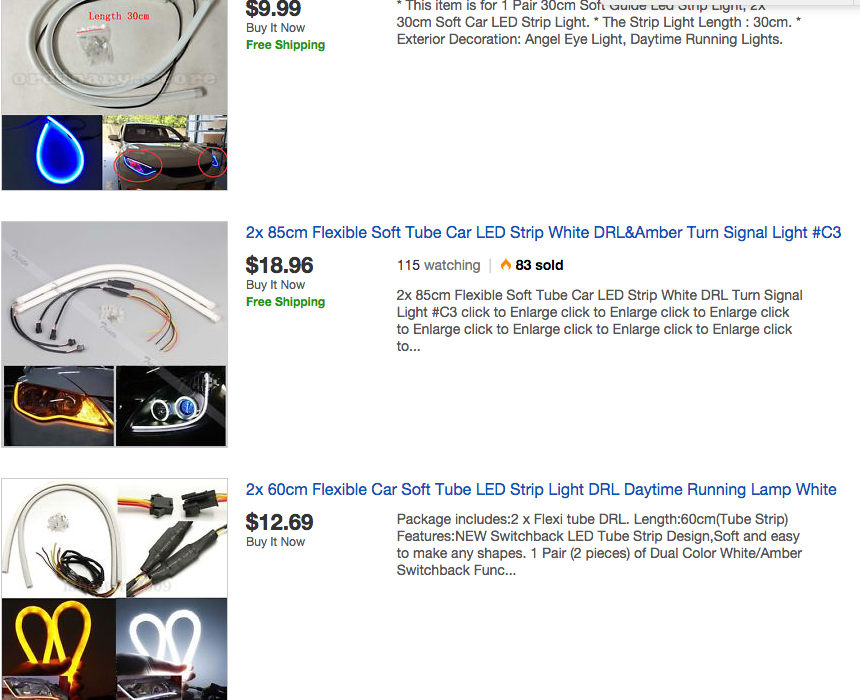 Length 30cm
ordinary.store
$9.99
Buy It Now
Free Shipping
* This item is for 1 Pair 30cm Soft Guide Led Strip Light, 2x
30cm Soft Car LED Strip Light. * The Strip Light Length : 30cm. *
Exterior Decoration: Angel Eye Light, Daytime Running Lights.
2x 85cm Flexible Soft Tube Car LED Strip White DRL&Amber Turn Signal Light #C3
$18.96
Buy It Now
Free Shipping
115 watching | 83 sold
2x 85cm Flexible Soft Tube Car LED Strip White DRL Turn Signal
Light #C3 click to Enlarge click to Enlarge click to Enlarge click
to Enlarge click to Enlarge click to Enlarge click to Enlarge click
to...
2x 60cm Flexible Car Soft Tube LED Strip Light DRL Daytime Running Lamp White
$12.69
Buy It Now
Package includes:2 x Flexi tube DRL. Length:60cm(Tube Strip)
Features:NEW Switchback LED Tube Strip Design,Soft and easy
to make any shapes. 1 Pair (2 pieces) of Dual Color White/Amber
Switchback Func...